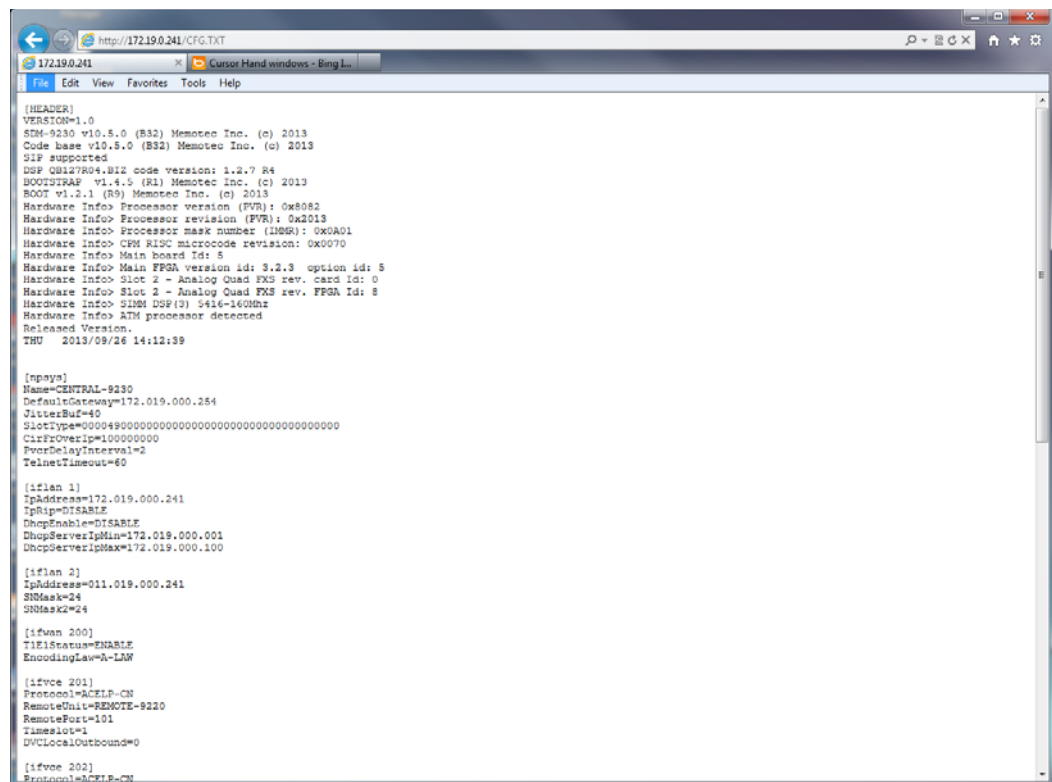 http://172.19.0.241/CFG.TXT
172.19.0.241
Cursor Hand windows - Bing I...
File Edit View Favorites Tools Help
[HEADER]
VERSION=1.0
SDM-9230 v10.5.0 (B32) Memotec Inc. (c) 2013
Code base v10.5.0 (B32) Memotec Inc. (c) 2013
SIP supported
DSP QB127R04.BIZ code version: 1.2.7 R4
BOOTSTRAP v1.4.5 (R1) Memotec Inc. (c) 2013
BOOT v1.2.1 (R9) Memotec Inc. (c) 2013
Hardware Info> Processor version (PVR): 0x8082
Hardware Info> Processor revision (PVR): 0x2013
Hardware Info> Processor mask number (IMMR): 0x0A01
Hardware Info> CPM RISC microcode revision: 0x0070
Hardware Info> Main board Id: 5
Hardware Info> Main FPGA version id: 3.2.3 option id: 5
Hardware Info> Slot 2 - Analog Quad FXS rev. card Id: 0
Hardware Info> Slot 2 - Analog Quad FXS rev. FPGA Id: 8
Hardware Info> SIMM DSP(3) 5416-160Mhz
Hardware Info> ATM processor detected
Released Version.
THU 2013/09/26 14:12:39
[npsys]
Name=CENTRAL-9230
DefaultGateway=172.019.000.254
JitterBuf=40
CirFrOverIp=100000000
PvcrDelayInterval=2
TelnetTimeout=60
[iflan 1]
IpAddress=172.019.000.241
IpRip=DISABLE
DhcpEnable=DISABLE
DhcpServerIpMin=172.019.000.001
DhcpServerIpMax=172.019.000.100
[iflan 2]
IpAddress=011.019.000.241
SNMask=24
SNMask2=24
[ifwan 200]
T1E1Status=ENABLE
EncodingLaw=A-LAW
[ifvce 201]
Protocol=ACELP-CN
RemoteUnit=REMOTE-9220
RemotePort=101
Timeslot=1
DVCLocalOutbound=0
[ifvce 202]
Protocol=ACELP-CN